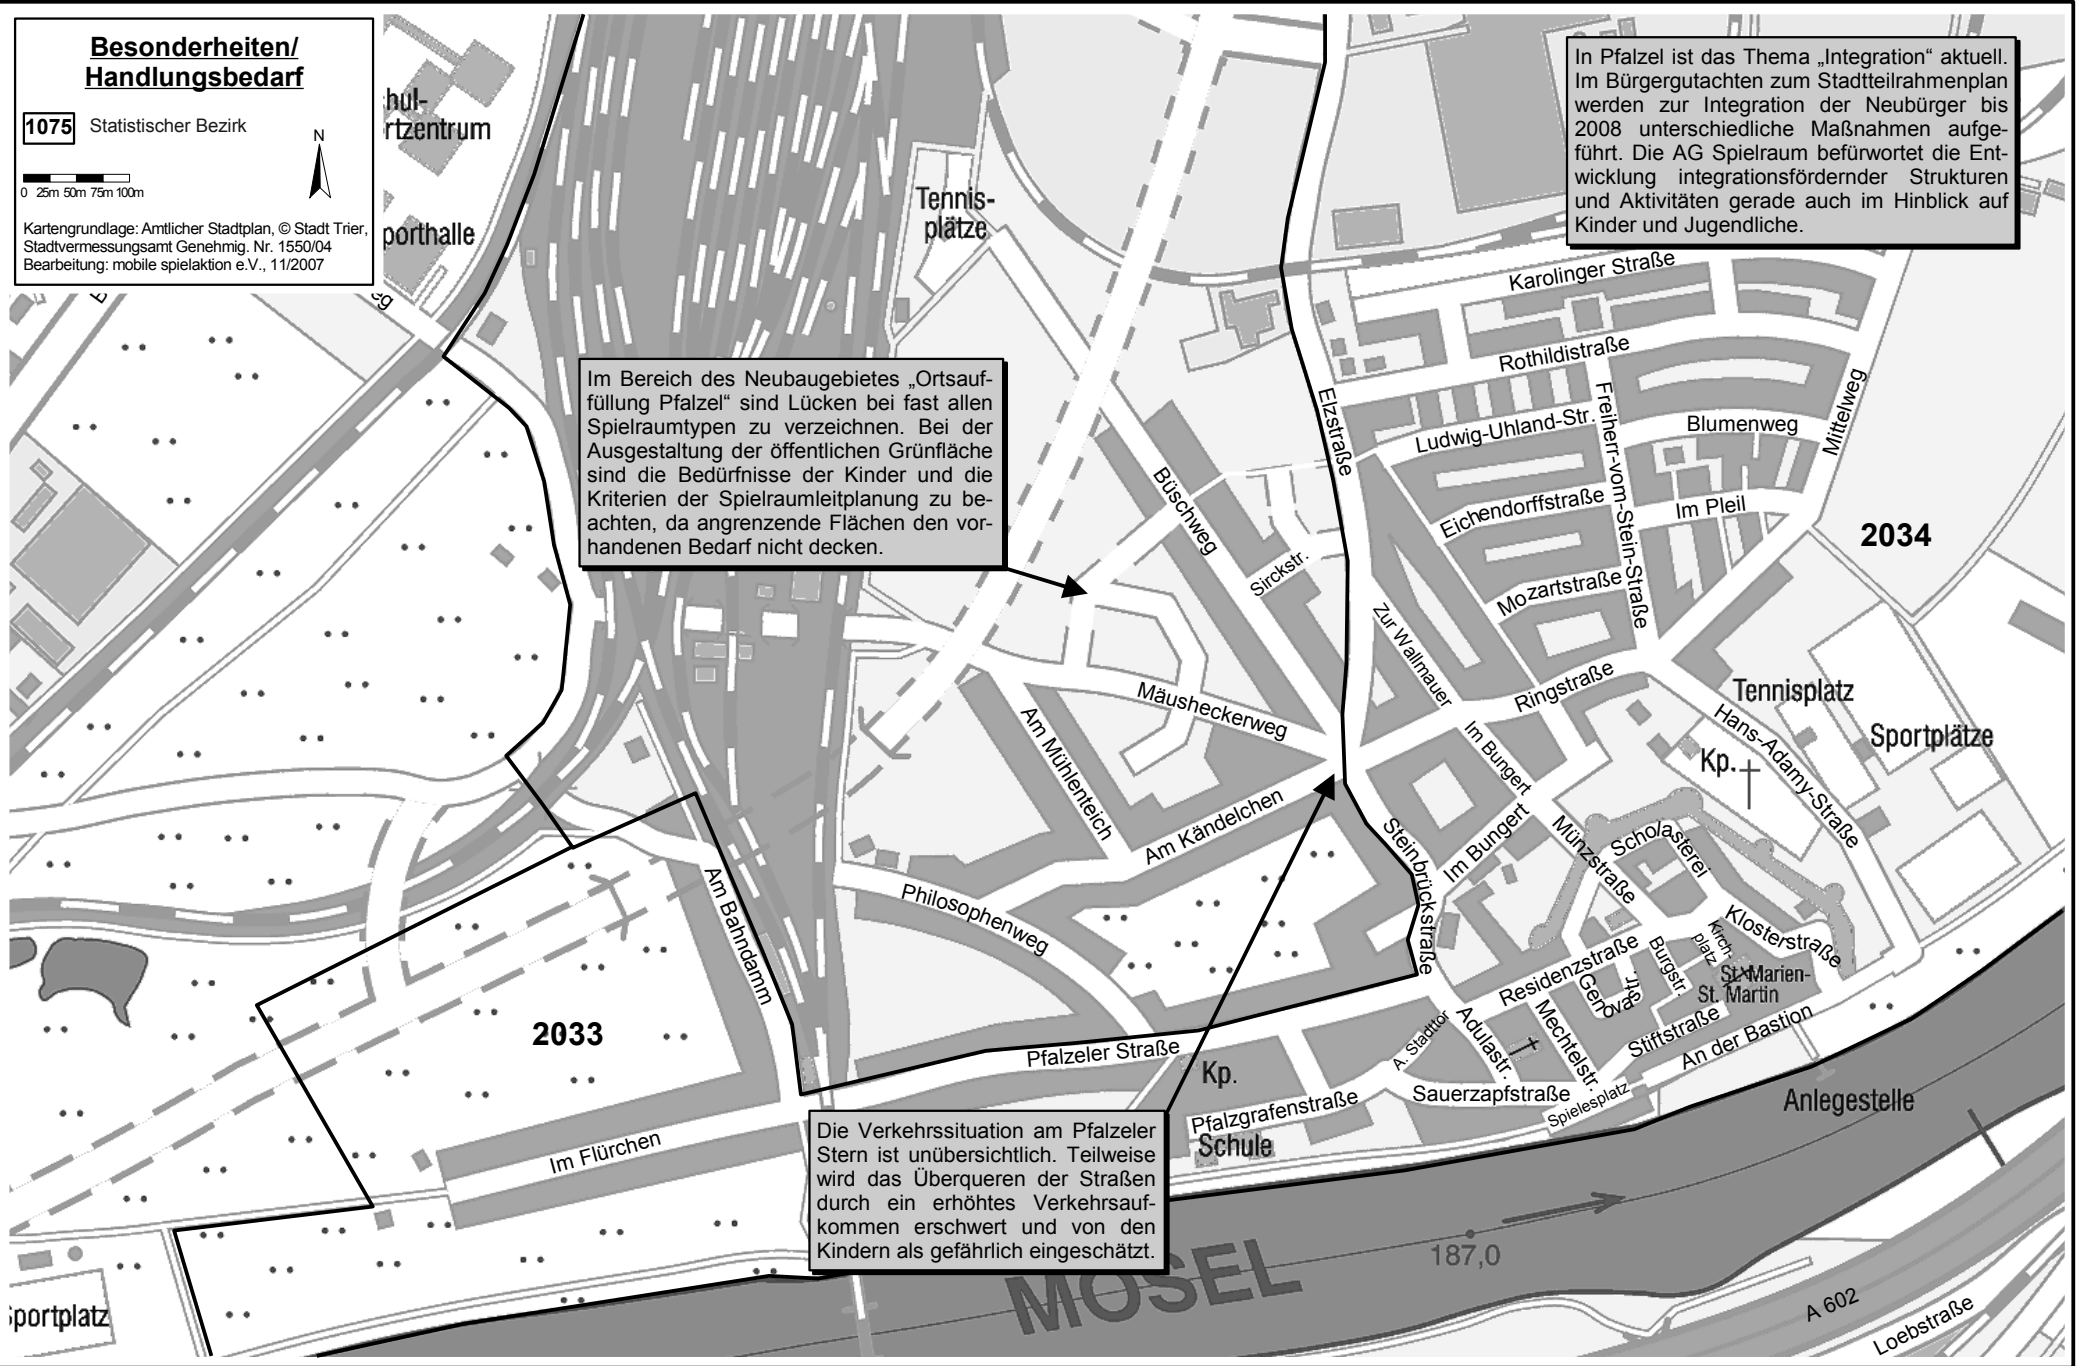 Besonderheiten/
Handlungsbedarf
1075 Statistischer Bezirk
N
0 25m 50m 75m 100m
Kartengrundlage: Amtlicher Stadtplan, © Stadt Trier,
Stadtvermessungsamt Genehmig. Nr. 1550/04
Bearbeitung: mobile spielaktion e.V., 11/2007
In Pfalzel ist das Thema „Integration“ aktuell.
Im Bürgergutachten zum Stadtteilrahmenplan
werden zur Integration der Neubürger bis
2008 unterschiedliche Maßnahmen aufge-
führt. Die AG Spielraum befürwortet die Ent-
wicklung integrationsfördernder Strukturen
und Aktivitäten gerade auch im Hinblick auf
Kinder und Jugendliche.
Im Bereich des Neubaugebietes „Ortsauf-
füllung Pfalzel“ sind Lücken bei fast allen
Spielraumtypen zu verzeichnen. Bei der
Ausgestaltung der öffentlichen Grünfläche
sind die Bedürfnisse der Kinder und die
Kriterien der Spielraumleitplanung zu be-
achten, da angrenzende Flächen den vor-
handenen Bedarf nicht decken.
Die Verkehrssituation am Pfalzeler
Stern ist unübersichtlich. Teilweise
wird das Überqueren der Straßen
durch ein erhöhtes Verkehrsauf-
kommen erschwert und von den
Kindern als gefährlich eingeschätzt.
hul-
rtzentrum
porthalle
eg
Tennis-
plätze
Karolinger Straße
Rothildistraße
Elzstraße
Freiherr-vom-Stein-Straße
Ludwig-Uhland-Str.
Blumenweg
Mittelweg
Büschweg
Eichendorffstraße
Im Pleil
2034
Sirckstr.
Mozartstraße
Zur Wallmauer
Ringstraße
Mäusheckerweg
Am Mühlenteich
Im Bungert
Tennisplatz
Hans-Adamy-Straße
Sportplätze
Kp.
Am Kändelchen
Steinbrückstraße
Im Bungert
Münzstraße
Scholasterei
Am Bahndamm
Philosophenweg
Klosterstraße
Kirch-
platz
Burgstr.
Residenzstraße
Genovastr.
St. Marien-
St. Martin
2033
Mechtelstr.
Adulastr.
A. Stadttor
Stiftstraße
An der Bastion
Pfalzeler Straße
Kp.
Sauerzapfstraße
Spielesplatz
Pfalzgrafenstraße
Anlegestelle
Im Flürchen
Schule
MOSEL
187,0
Sportplatz
A 602
Loebstraße